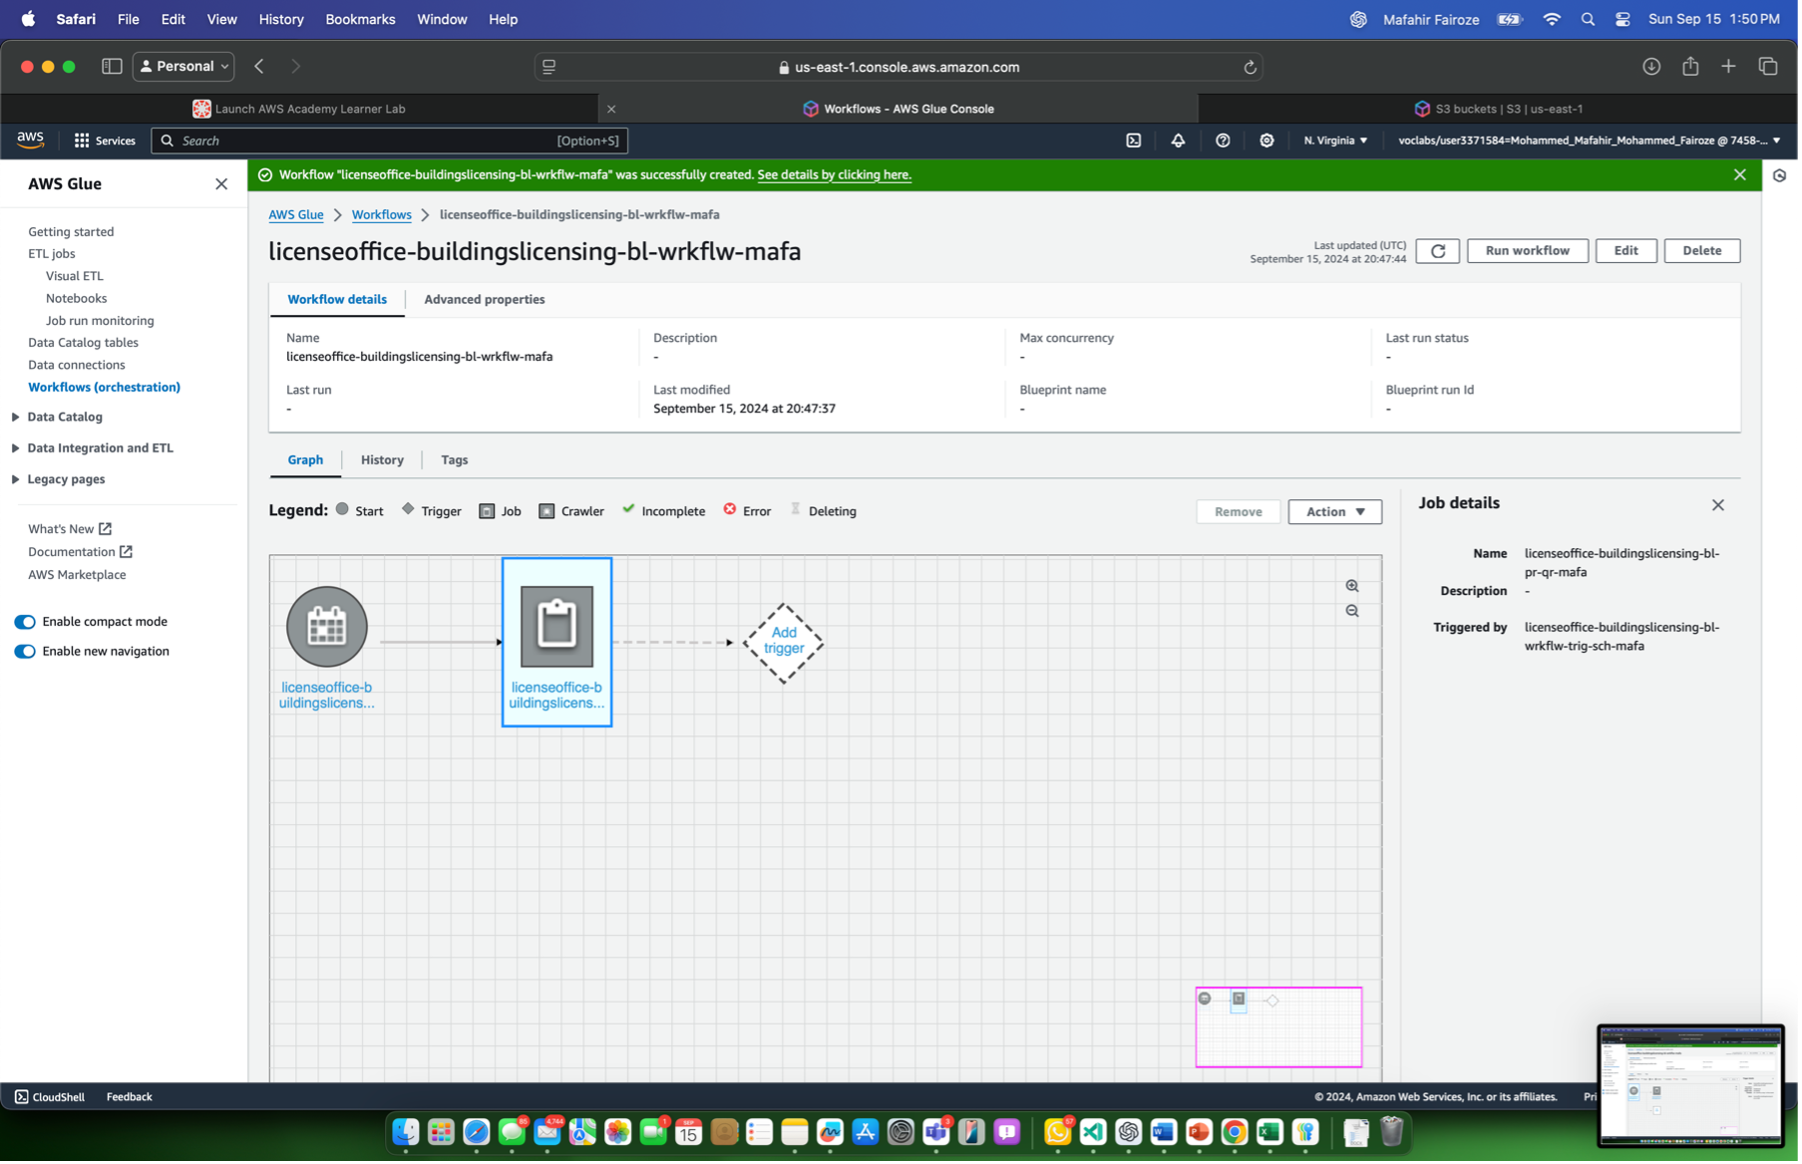 Safari File Edit View History Bookmarks Window Help Mafahir Fairoze Sun Sep 15 1:50 PM
Personal us-east-1.console.aws.amazon.com
Launch AWS Academy Learner Lab Workflows - AWS Glue Console S3 buckets | S3 | us-east-1
aws Services Search [Option+S] N. Virginia voclabs/user3371584=Mohammed_Mafahir_Mohammed_Fairoze @ 7458-...
AWS Glue
Getting started
ETL jobs
Visual ETL
Notebooks
Job run monitoring
Data Catalog tables
Data connections
Workflows (orchestration)
Data Catalog
Data Integration and ETL
Legacy pages
What's New
Documentation
AWS Marketplace
Enable compact mode
Enable new navigation
Workflow "licenseoffice-buildingslicensing-bl-wrkflw-mafa" was successfully created. See details by clicking here.
AWS Glue Workflows licenseoffice-buildingslicensing-bl-wrkflw-mafa
licenseoffice-buildingslicensing-bl-wrkflw-mafa
Last updated (UTC)
September 15, 2024 at 20:47:44
Run workflow Edit Delete
Workflow details Advanced properties
Name Description Max concurrency Last run status
licenseoffice-buildingslicensing-bl-wrkflw-mafa - - -
Last run Last modified Blueprint name Blueprint run Id
- September 15, 2024 at 20:47:37 - -
Graph History Tags
Legend: Start Trigger Job Crawler Incomplete Error Deleting
Remove Action
licenseoffice-b
uildingslicens...
licenseoffice-b
uildingslicens...
Add
trigger
Job details
Name licenseoffice-buildingslicensing-bl-
pr-qr-mafa
Description -
Triggered by licenseoffice-buildingslicensing-bl-
wrkflw-trig-sch-mafa
CloudShell Feedback © 2024, Amazon Web Services, Inc. or its affiliates. Pri
85 4,744 1 SEP 15 3 57